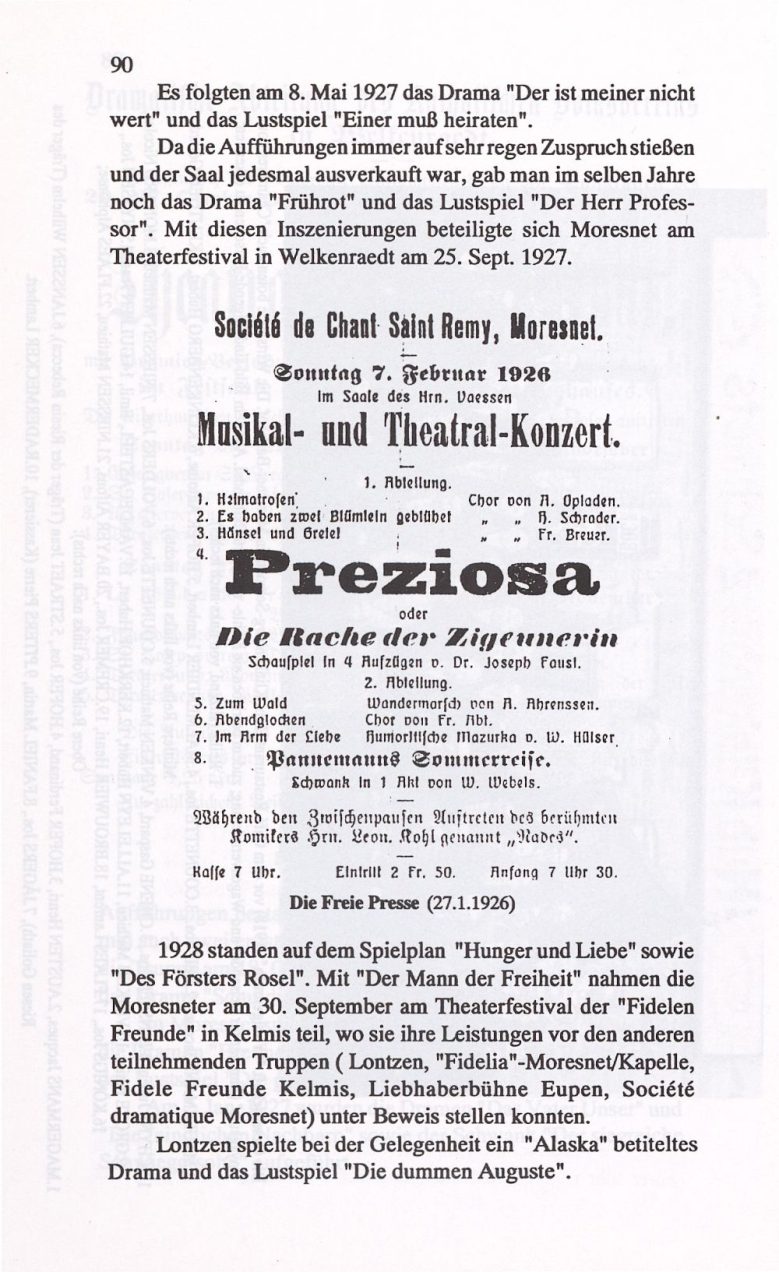 90
Es folgten am 8. Mai 1927 das Drama "Der ist meiner nicht
wert" und das Lustspiel "Einer muß heiraten".
Da die Aufführungen immer auf sehr regen Zuspruch stießen
und der Saal jedesmal ausverkauft war, gab man im selben Jahre
noch das Drama "Frührot" und das Lustspiel "Der Herr Profes-
sor". Mit diesen Inszenierungen beteiligte sich Moresnet am
Theaterfestival in Welkenraedt am 25. Sept. 1927.
Société de Chant Saint Remy, Moresnet.
Sonntag 7. Februar 1926
Im Saale des Hrn. Vaessen
Musikal- und Theatral-Konzert.
1. Abteilung.
1. Halmatrosen Chor von A. Opladen.
2. Es haben zwei Blümlein geblühet „ „ H. Schrader.
3. Hänsel und Gretel „ „ Fr. Breuer.
4. Preziosa
oder
Die Rache der Zigeunnerin
Schauspiel in 4 Aufzügen v. Dr. Joseph Faust.
2. Abteilung.
5. Zum Wald Wandermarsch von A. Ahrenssen.
6. Abendglocken Chor von Fr. Abt.
7. Im Arm der Liebe Humoristische Mazurka v. W. Hülser
8. Pannemanns Sommerreise.
Schwank in 1 Akt von W. Webels.
Während den Zwischenpausen Auftreten des berühmten
Komikers Hrn. Leon. Kohl genannt „Nades".
Kasse 7 Uhr. Eintritt 2 Fr. 50. Anfang 7 Uhr 30.
Die Freie Presse (27.1.1926)
1928 standen auf dem Spielplan "Hunger und Liebe" sowie
"Des Försters Rosel". Mit "Der Mann der Freiheit" nahmen die
Moresneter am 30. September am Theaterfestival der "Fidelen
Freunde" in Kelmis teil, wo sie ihre Leistungen vor den anderen
teilnehmenden Truppen ( Lontzen, "Fidelia"-Moresnet/Kapelle,
Fidele Freunde Kelmis, Liebhaberbühne Eupen, Société
dramatique Moresnet) unter Beweis stellen konnten.
Lontzen spielte bei der Gelegenheit ein "Alaska" betiteltes
Drama und das Lustspiel "Die dummen Auguste".